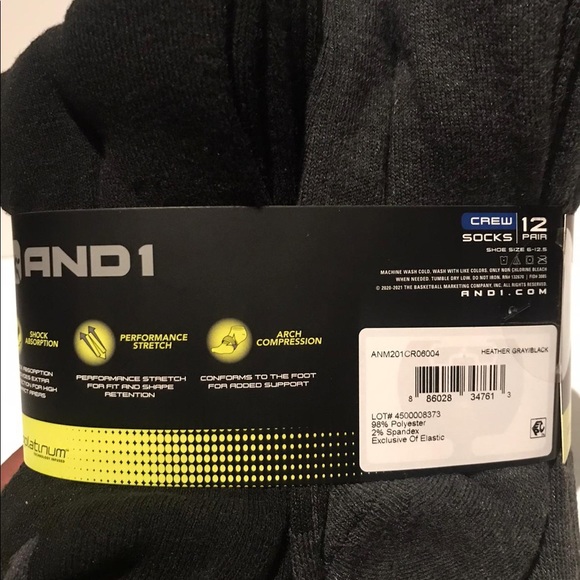 CREW
SOCKS
12
PAIR
SHOE SIZE 6-12.5
MACHINE WASH COLD, WASH WITH LIKE COLORS. ONLY NON CHLORINE BLEACH
WHEN NEEDED. TUMBLE DRY LOW. DO NOT IRON.
© 2020-2021 THE BASKETBALL MARKETING COMPANY, INC. ALL RIGHTS RESERVED.
AND1.COM
AND1
SHOCK
ABSORPTION
PERFORMANCE
STRETCH
ARCH
COMPRESSION
PERFORMANCE STRETCH
FOR FIT AND SHAPE
RETENTION
CONFORMS TO THE FOOT
FOR ADDED SUPPORT
ANM201CR06004
HEATHER GRAY/BLACK
8 86028 34761 3
LOT# 4500008373
98% Polyester
2% Spandex
Exclusive Of Elastic